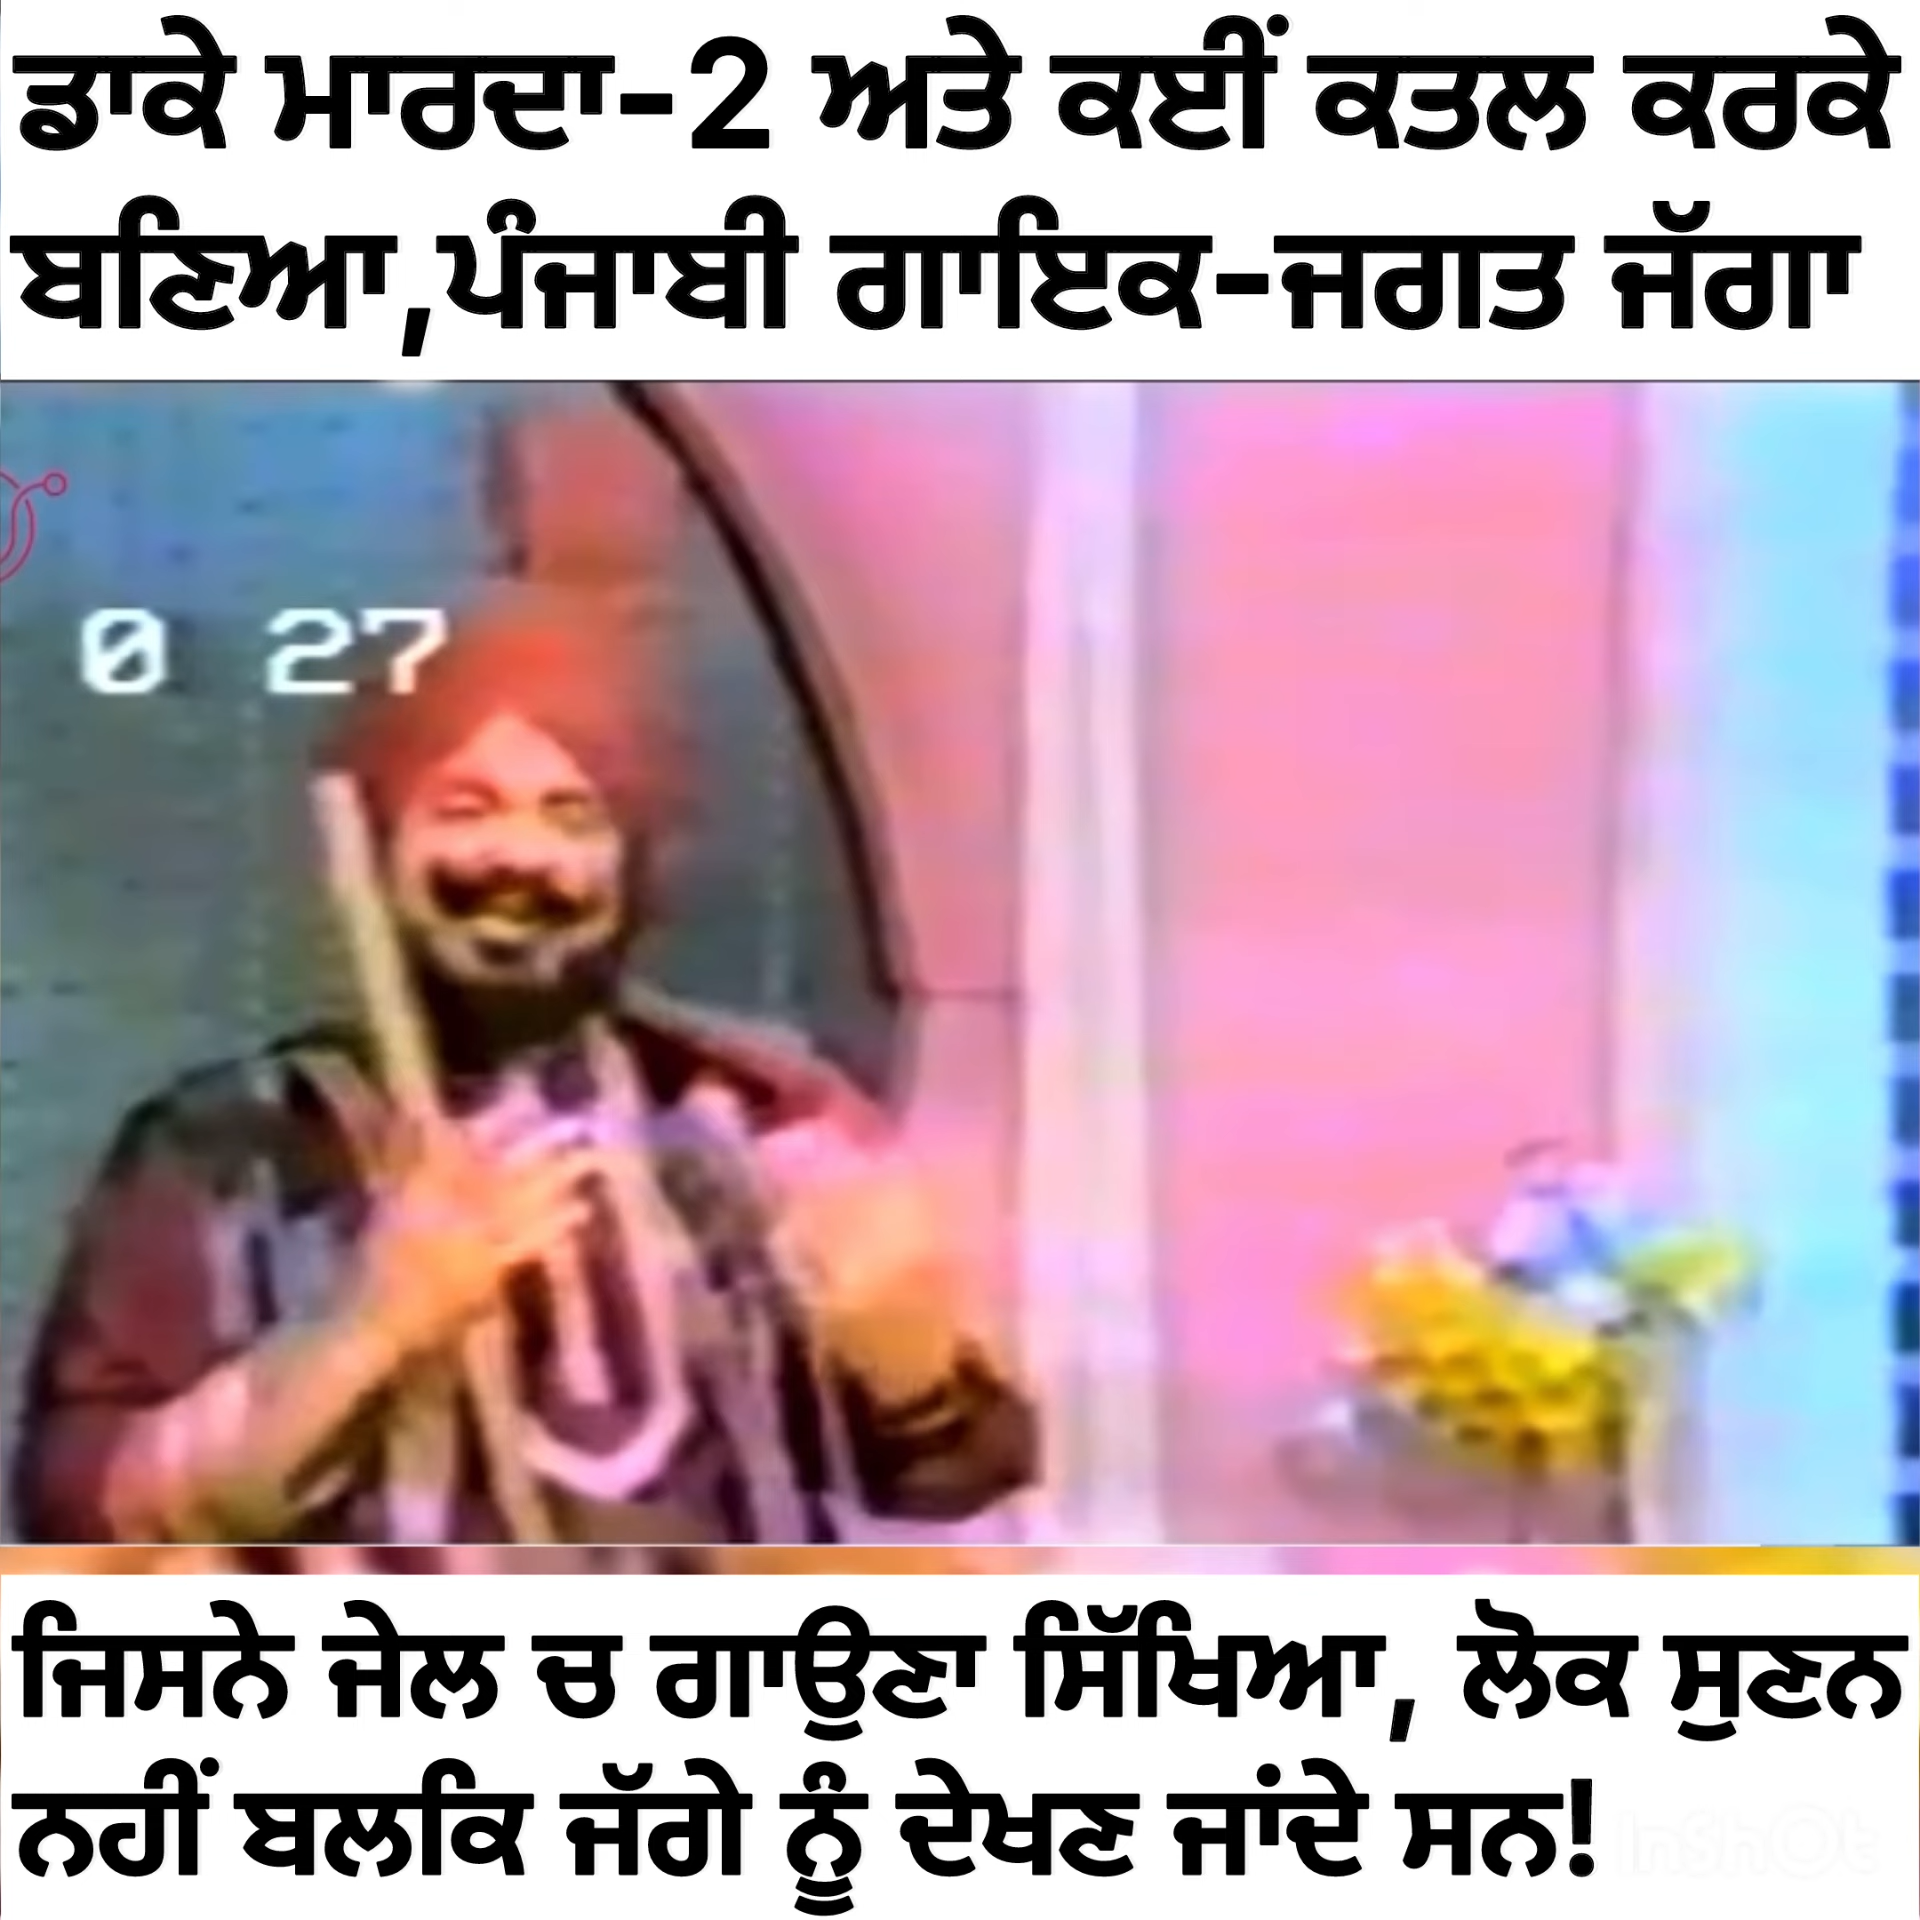 ਡਾਕੇ ਮਾਰਦਾ-2 ਅਤੇ ਕਈਂ ਕਤਲ ਕਰਕੇ
ਬਣਿਆ,ਪੰਜਾਬੀ ਗਾਇਕ-ਜਗਤ ਜੱਗਾ
0 27
ਜਿਸਨੇ ਜੇਲ ਚ ਗਾਉਣਾ ਸਿੱਖਿਆ, ਲੋਕ ਸੁਣਨ
ਨਹੀਂ ਬਲਕਿ ਜੱਗੇ ਨੂੰ ਦੇਖਣ ਜਾਂਦੇ ਸਨ!